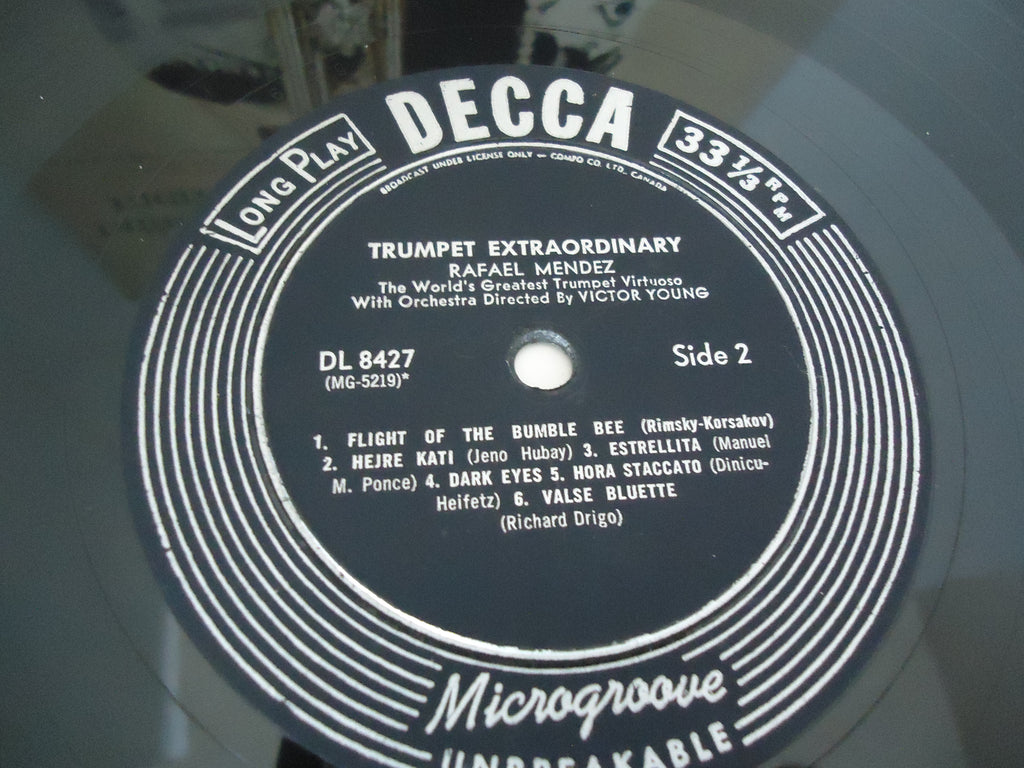 DECCA
LONG PLAY
33 1/3 RPM
BROADCAST UNDER LICENSE ONLY — COMPO CO. LTD., CANADA
TRUMPET EXTRAORDINARY
RAFAEL MENDEZ
The World's Greatest Trumpet Virtuoso
With Orchestra Directed By VICTOR YOUNG
DL 8427
Side 2
(MG-5219)*
1. FLIGHT OF THE BUMBLE BEE (Rimsky-Korsakov)
2. HEJRE KATI (Jeno Hubay) 3. ESTRELLITA (Manuel
M. Ponce) 4. DARK EYES 5. HORA STACCATO (Dinicu-
Heifetz) 6. VALSE BLUETTE
(Richard Drigo)
Microgroove
UNBREAKABLE